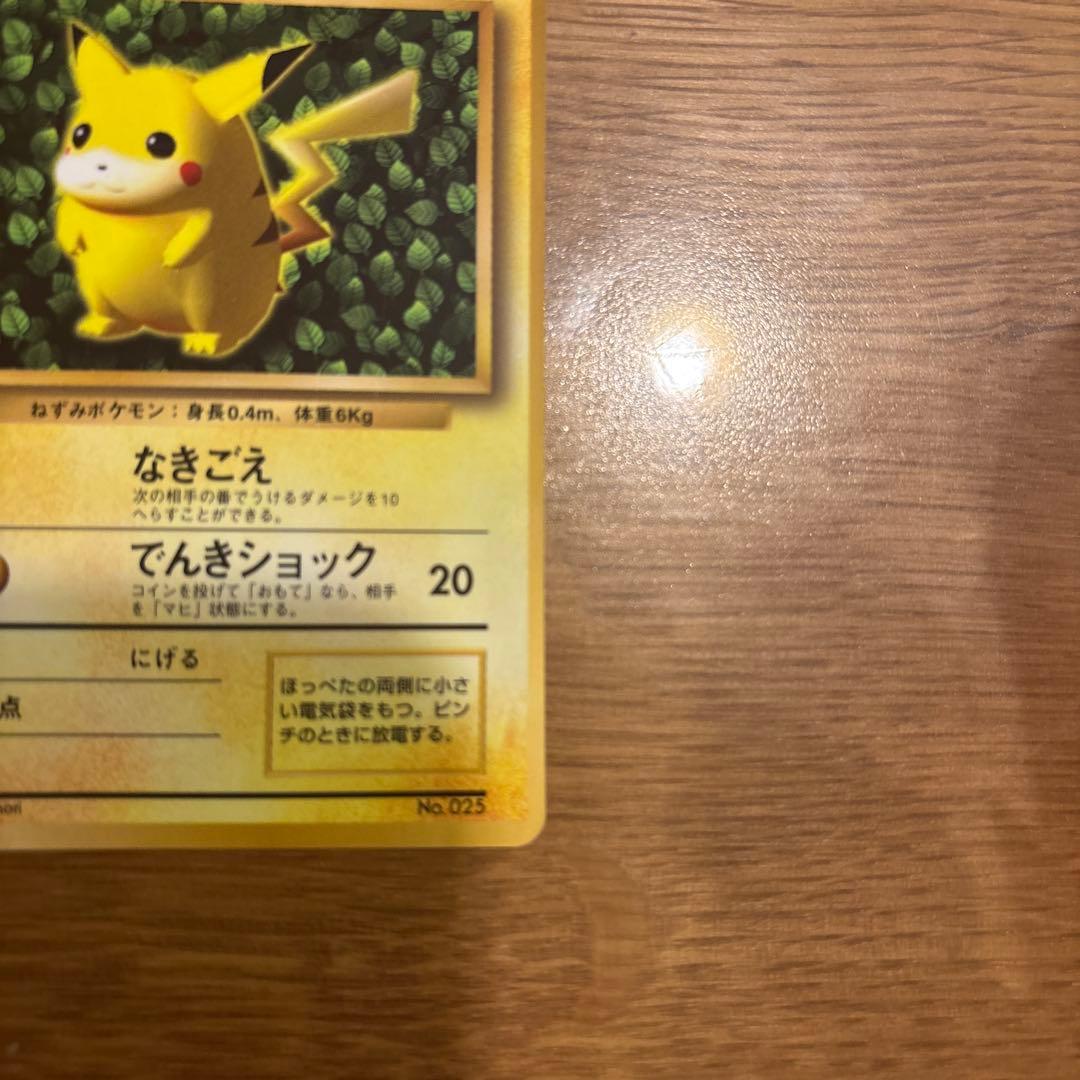 ねずみポケモン：身長0.4m、体重6Kg
なきごえ
次の相手の番でうけるダメージを10
へらすことができる。
でんきショック 20
コインを投げて「おもて」なら、相手
を「マヒ」状態にする。
にげる
点
ほっぺたの両側に小さ
い電気袋をもつ。ピン
チのときに放電する。
No.025